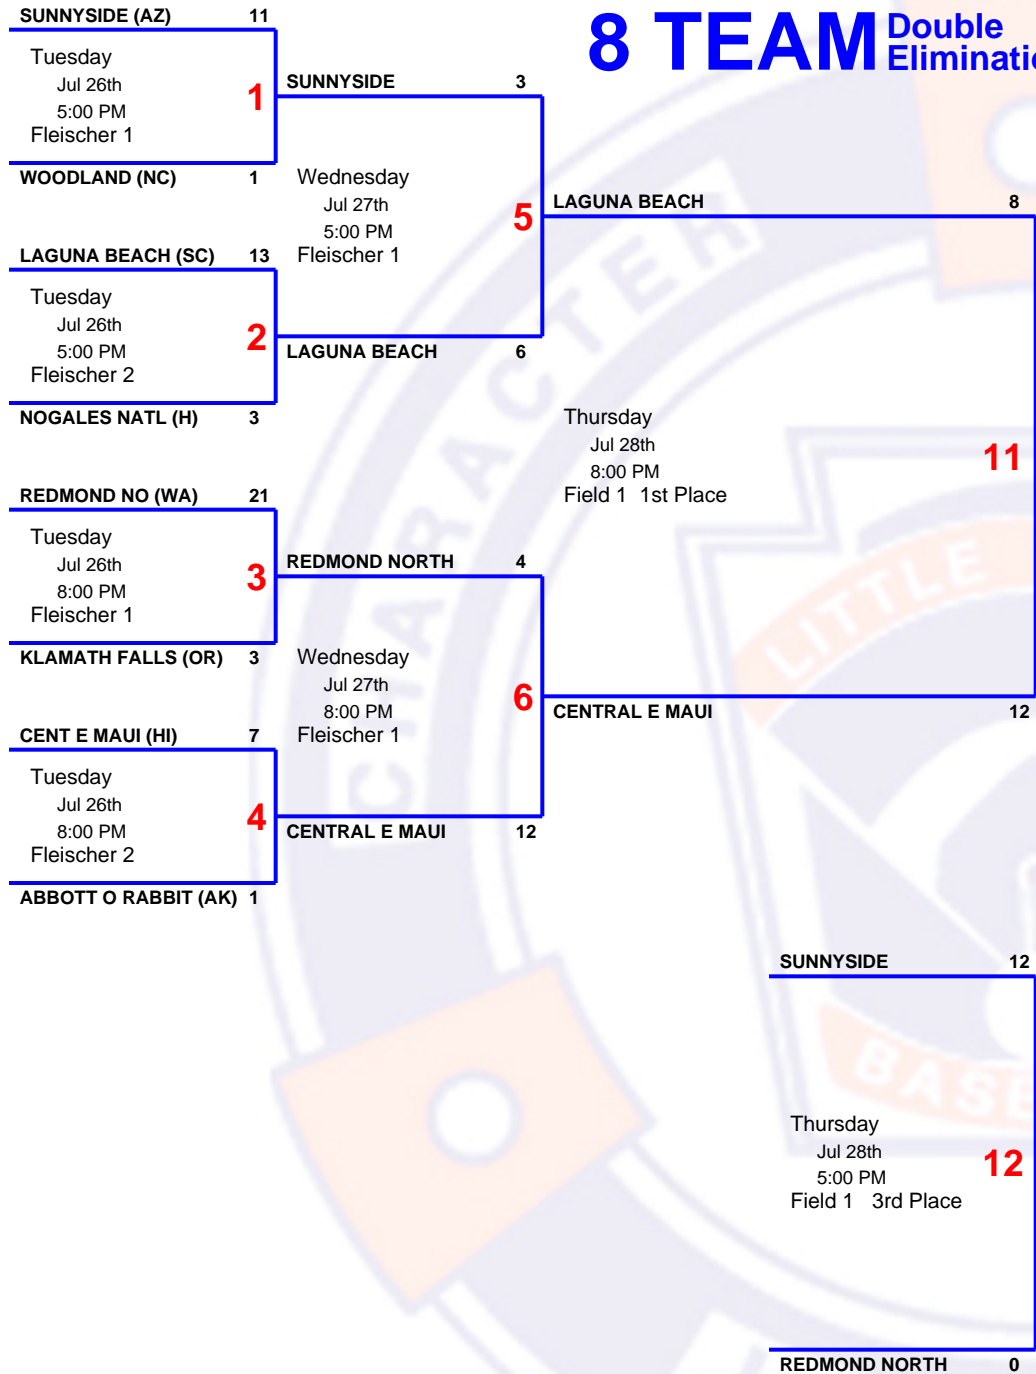 8 TEAM Double
SUNNYSIDE (AZ) 11
Tuesday
Jul 26th
5:00 PM
Fleischer 1
1
WOODLAND (NC) 1
LAGUNA BEACH (SC) 13
Tuesday
Jul 26th
5:00 PM
Fleischer 2
2
NOGALES NATL (H) 3
REDMOND NO (WA) 21
Tuesday
Jul 26th
8:00 PM
Fleischer 1
3
KLAMATH FALLS (OR) 3
CENT E MAUI (HI) 7
Tuesday
Jul 26th
8:00 PM
Fleischer 2
4
ABBOTT O RABBIT (AK) 1
SUNNYSIDE 3
Wednesday
Jul 27th
5:00 PM
Fleischer 1
5
LAGUNA BEACH 6
REDMOND NORTH 4
Wednesday
Jul 27th
8:00 PM
Fleischer 1
6
CENTRAL E MAUI 12
LAGUNA BEACH 8
Thursday
Jul 28th
8:00 PM
Field 1 1st Place
11
CENTRAL E MAUI 12
SUNNYSIDE 12
Thursday
Jul 28th
5:00 PM
Field 1 3rd Place
12
REDMOND NORTH 0
CHARACTER
LITTLE